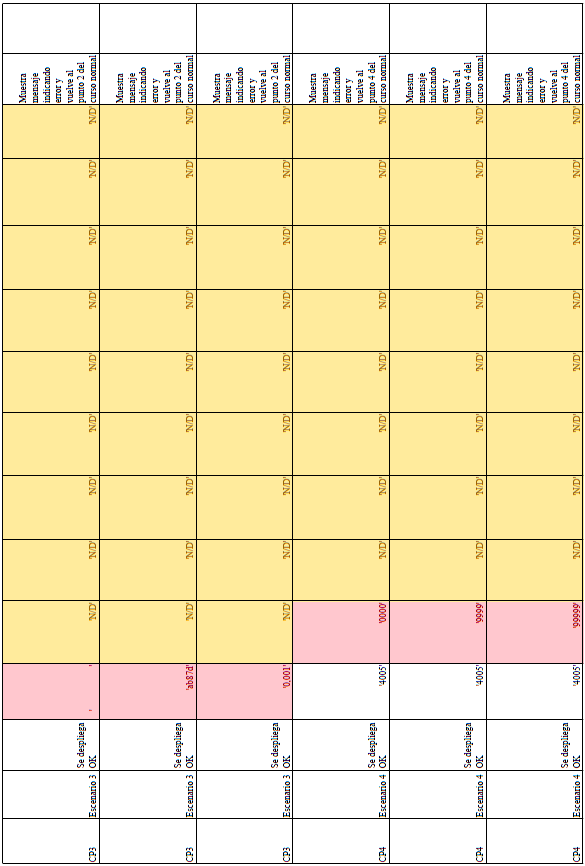 CP3
Escenario 3
Se despliega
OK
' '
'N/D'
'N/D'
'N/D'
'N/D'
'N/D'
'N/D'
'N/D'
'N/D'
'N/D'
Muestra
mensaje
indicando
error y
vuelve al
punto 2 del
curso normal
CP3
Escenario 3
Se despliega
OK
'ab87d'
'N/D'
'N/D'
'N/D'
'N/D'
'N/D'
'N/D'
'N/D'
'N/D'
'N/D'
Muestra
mensaje
indicando
error y
vuelve al
punto 2 del
curso normal
CP3
Escenario 3
Se despliega
OK
'0.001'
'N/D'
'N/D'
'N/D'
'N/D'
'N/D'
'N/D'
'N/D'
'N/D'
'N/D'
Muestra
mensaje
indicando
error y
vuelve al
punto 2 del
curso normal
CP4
Escenario 4
Se despliega
OK
'4005'
'0000'
'N/D'
'N/D'
'N/D'
'N/D'
'N/D'
'N/D'
'N/D'
'N/D'
Muestra
mensaje
indicando
error y
vuelve al
punto 4 del
curso normal
CP4
Escenario 4
Se despliega
OK
'4005'
'9999'
'N/D'
'N/D'
'N/D'
'N/D'
'N/D'
'N/D'
'N/D'
'N/D'
Muestra
mensaje
indicando
error y
vuelve al
punto 4 del
curso normal
CP4
Escenario 4
Se despliega
OK
'4005'
'99999'
'N/D'
'N/D'
'N/D'
'N/D'
'N/D'
'N/D'
'N/D'
'N/D'
Muestra
mensaje
indicando
error y
vuelve al
punto 4 del
curso normal